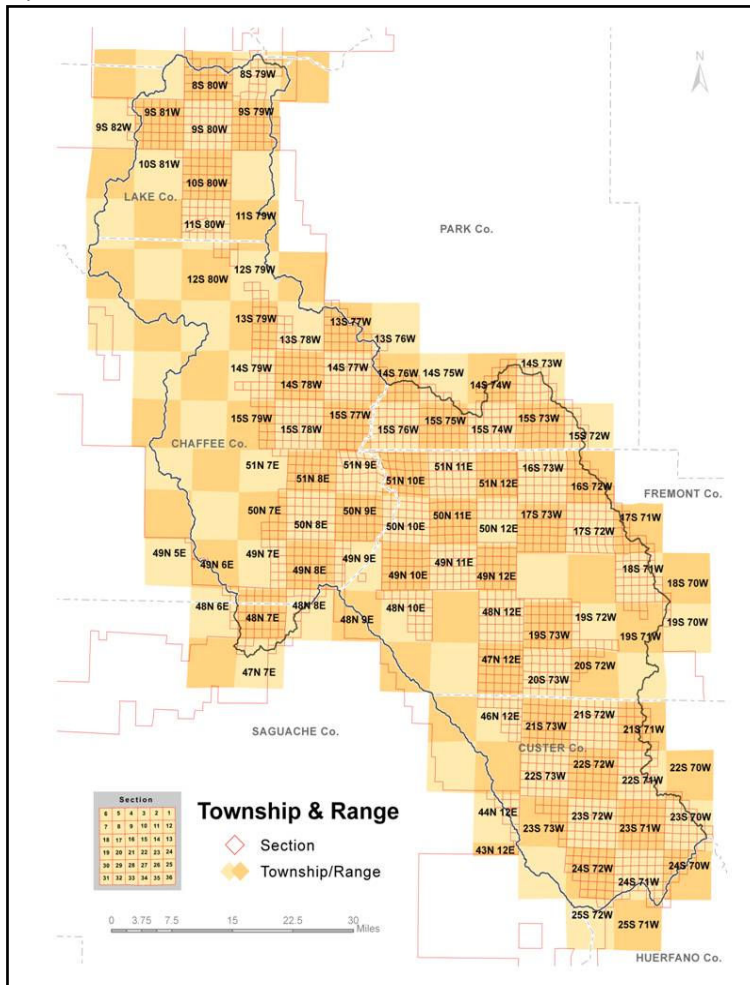 N
8S 79W
8S 80W
9S 81W
9S 79W
9S 82W
9S 80W
10S 81W
10S 80W
LAKE Co.
11S 79W
11S 80W
PARK Co.
12S 79W
12S 80W
13S 79W
13S 77W
13S 78W
13S 76W
14S 79W
14S 77W
14S 76W
14S 75W
14S 73W
14S 78W
14S 74W
15S 79W
15S 77W
15S 78W
15S 76W
15S 75W
15S 74W
15S 73W
15S 72W
CHAFFEE Co.
51N 7E
51N 9E
51N 11E
16S 73W
51N 8E
51N 10E
51N 12E
16S 72W
FREMONT Co.
50N 7E
50N 9E
50N 11E
17S 73W
17S 71W
50N 8E
50N 10E
50N 12E
17S 72W
49N 5E
49N 6E
49N 7E
49N 9E
49N 11E
18S 71W
49N 8E
49N 10E
49N 12E
18S 70W
48N 6E
48N 8E
48N 10E
48N 12E
19S 72W
19S 70W
48N 7E
48N 9E
19S 73W
19S 71W
47N 7E
47N 12E
20S 72W
20S 73W
SAGUACHE Co.
46N 12E
21S 73W
21S 72W
21S 71W
CUSTER Co.
22S 73W
22S 72W
22S 71W
22S 70W
44N 12E
23S 73W
23S 72W
23S 71W
23S 70W
43N 12E
24S 72W
24S 71W
24S 70W
25S 72W
25S 71W
HUERFANO Co.
Section
6 5 4 3 2 1
7 8 9 10 11 12
18 17 16 15 14 13
19 20 21 22 23 24
30 29 28 27 26 25
31 32 33 34 35 36
Township & Range
Section
Township/Range
0 3.75 7.5 15 22.5 30
Miles